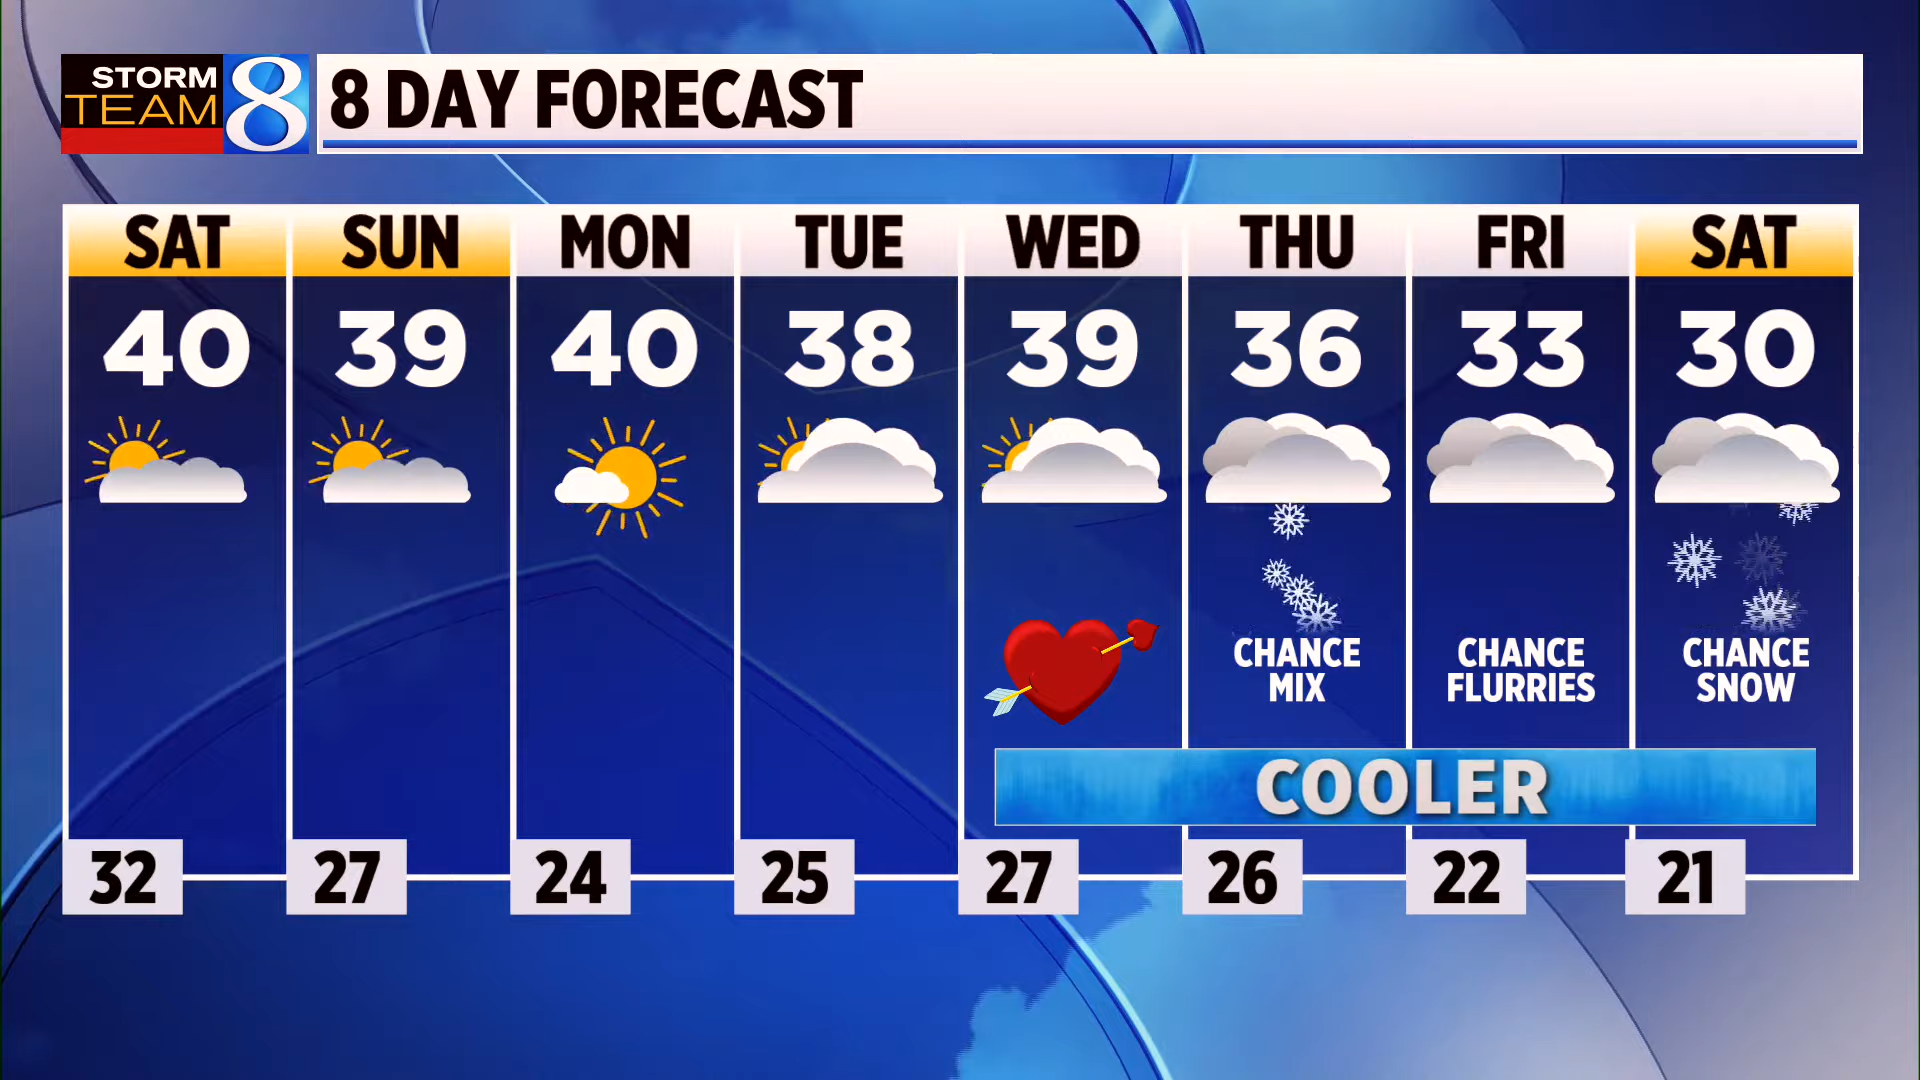 STORM
TEAM
8
8 DAY FORECAST
SAT SUN MON TUE WED THU FRI SAT
40 39 40 38 39 36 33 30
CHANCE CHANCE CHANCE
MIX FLURRIES SNOW
COOLER
32 27 24 25 27 26 22 21